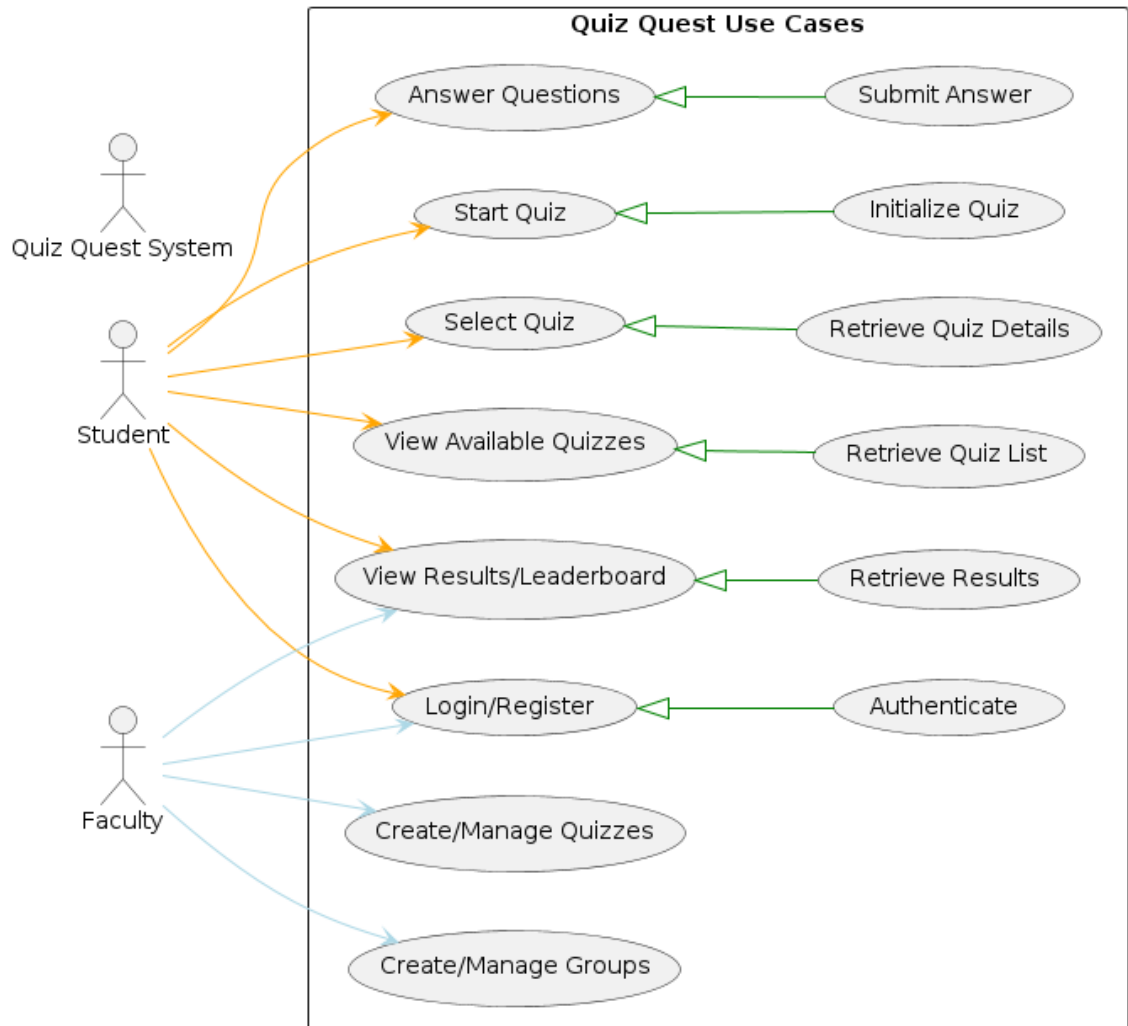 Quiz Quest Use Cases
Answer Questions
Submit Answer
Quiz Quest System
Start Quiz
Initialize Quiz
Select Quiz
Retrieve Quiz Details
Student
View Available Quizzes
Retrieve Quiz List
View Results/Leaderboard
Retrieve Results
Login/Register
Authenticate
Faculty
Create/Manage Quizzes
Create/Manage Groups